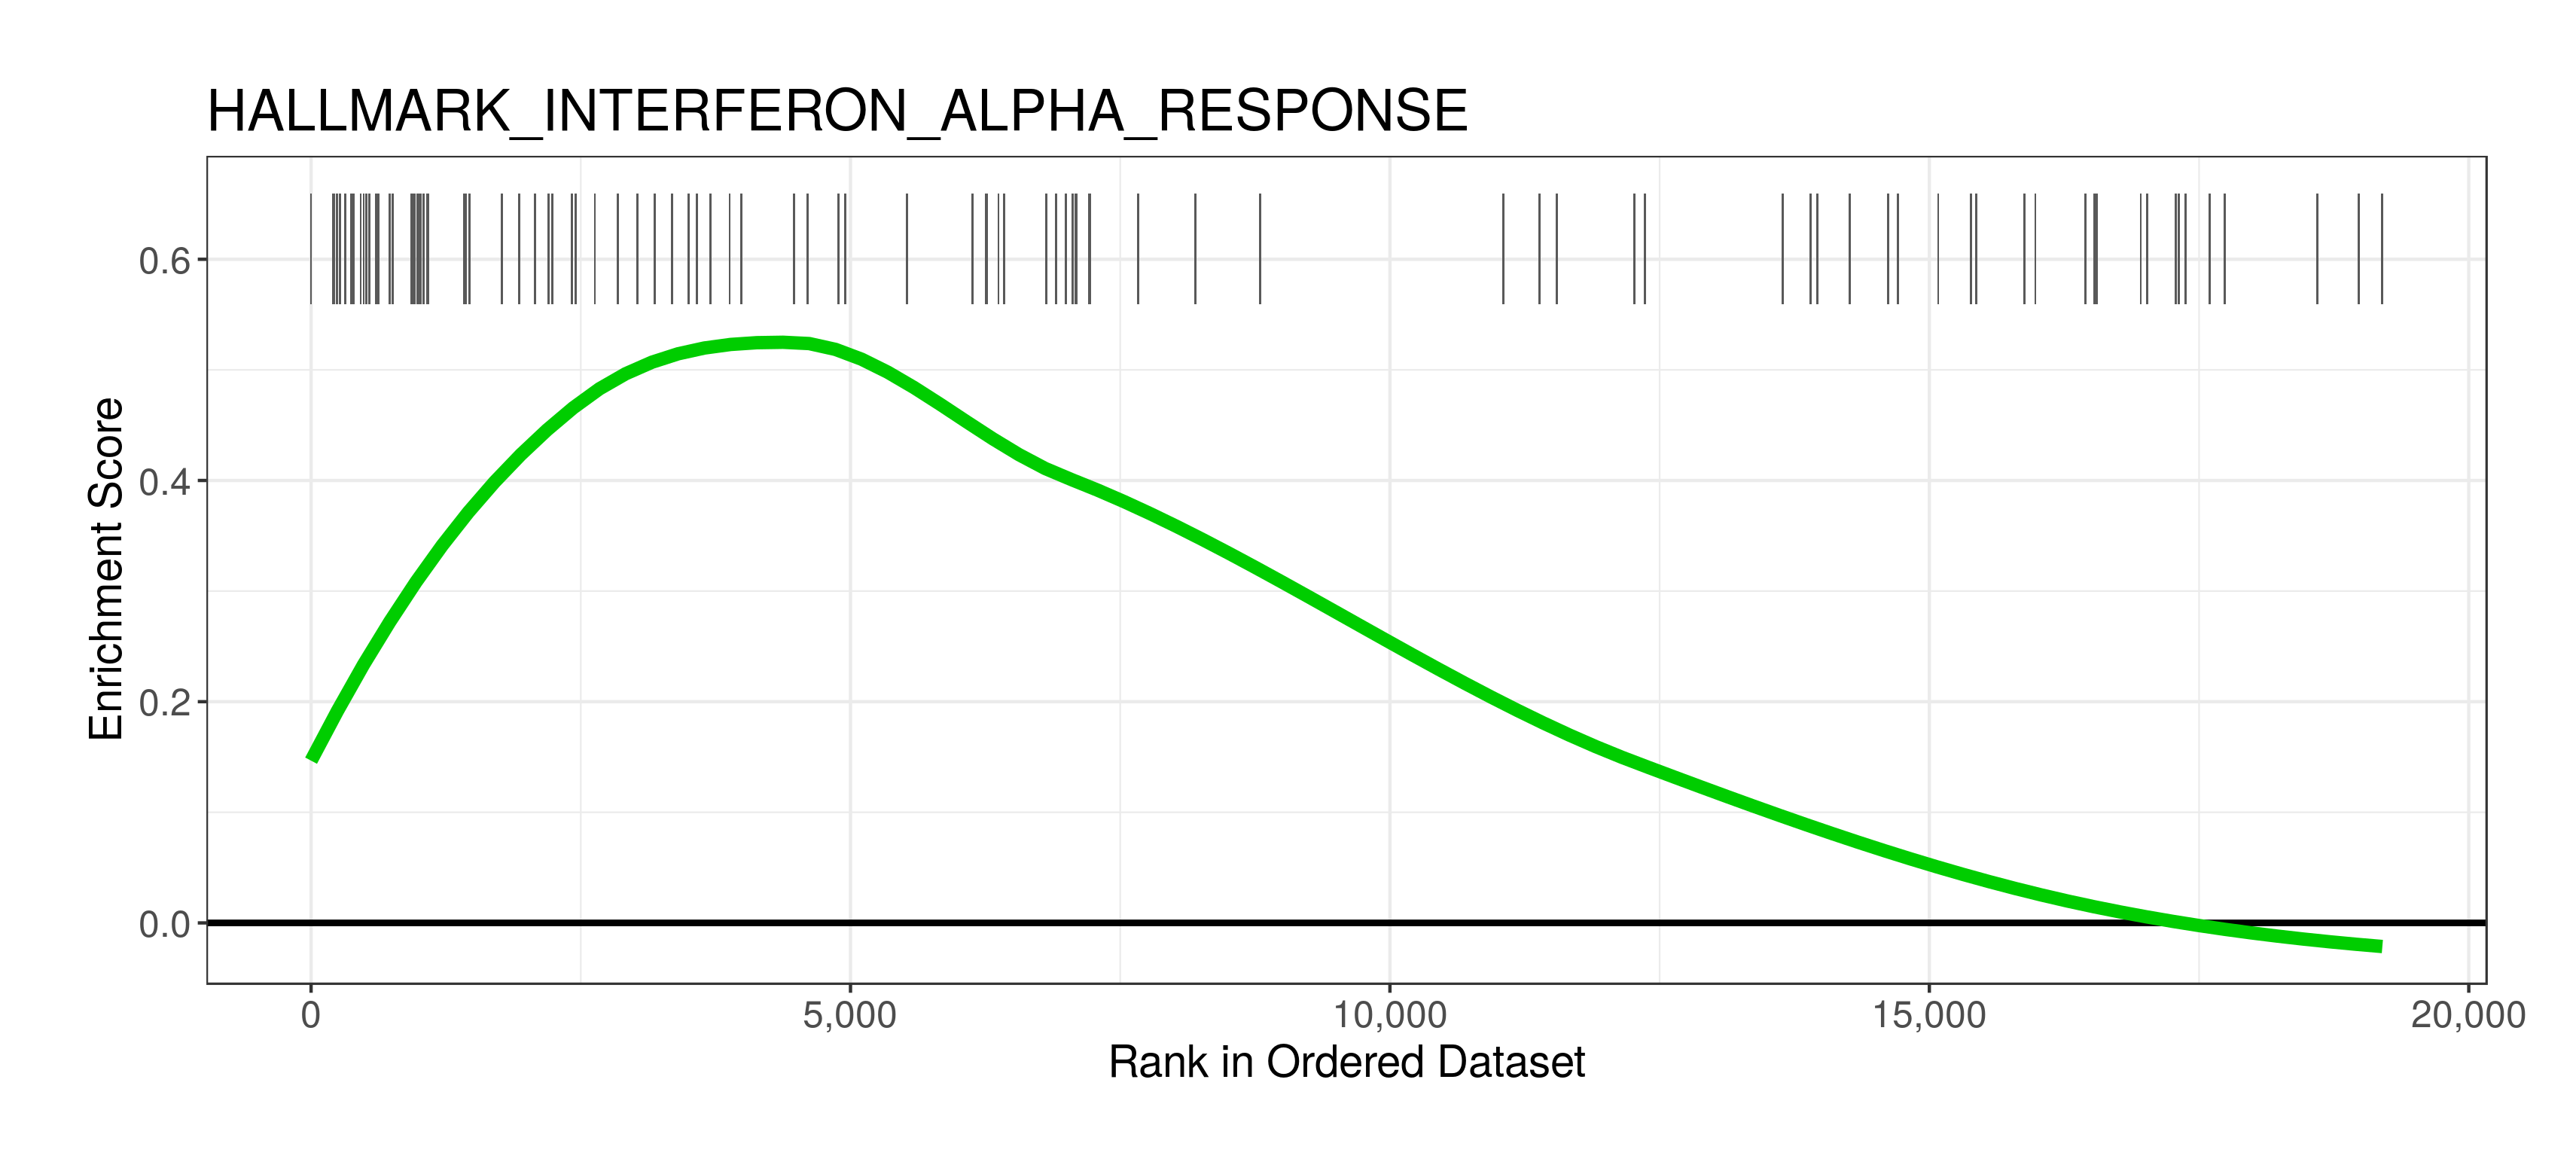 HALLMARK_INTERFERON_ALPHA_RESPONSE
Enrichment Score
0.6
0.4
0.2
0.0
0 5,000 10,000 15,000 20,000
Rank in Ordered Dataset